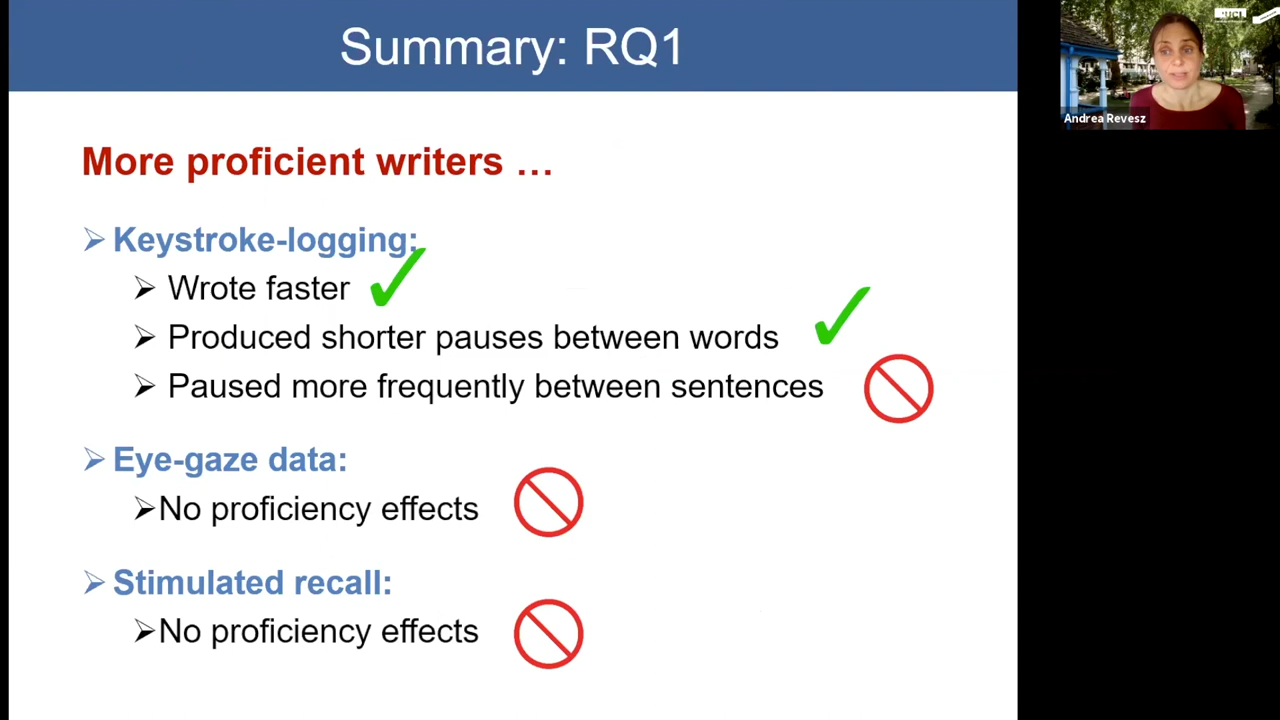 Summary: RQ1
More proficient writers …
Keystroke-logging:
Wrote faster
Produced shorter pauses between words
Paused more frequently between sentences
Eye-gaze data:
No proficiency effects
Stimulated recall:
No proficiency effects
Andrea Revesz